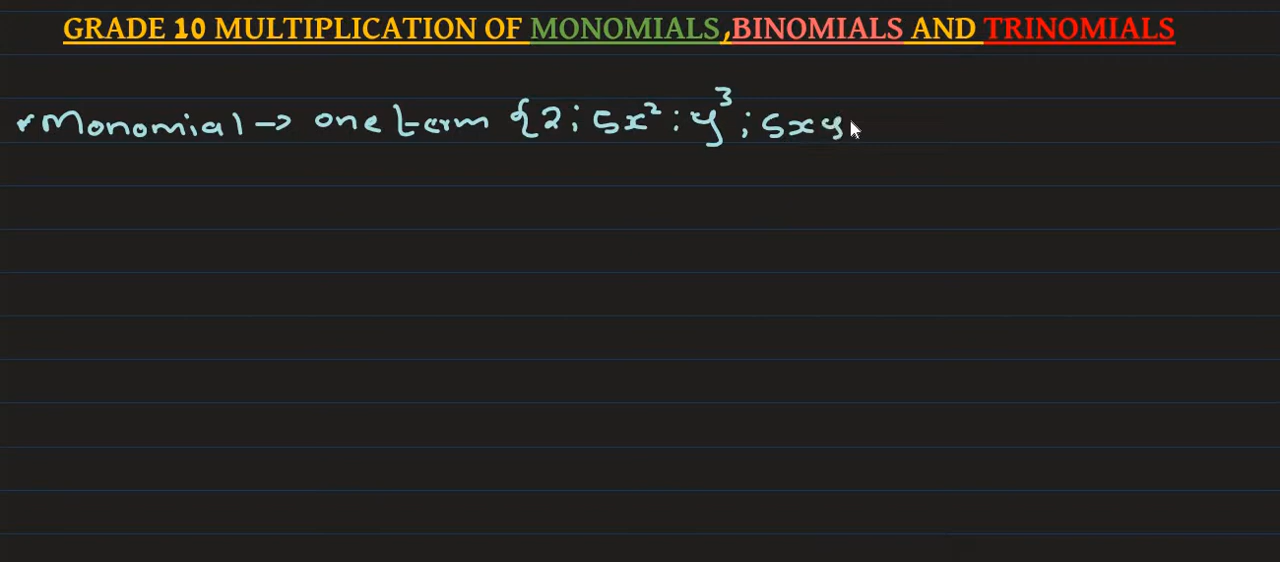 GRADE 10 MULTIPLICATION OF MONOMIALS,BINOMIALS AND TRINOMIALS
* Monomial → one term {2; 5x²; y³; 5xy